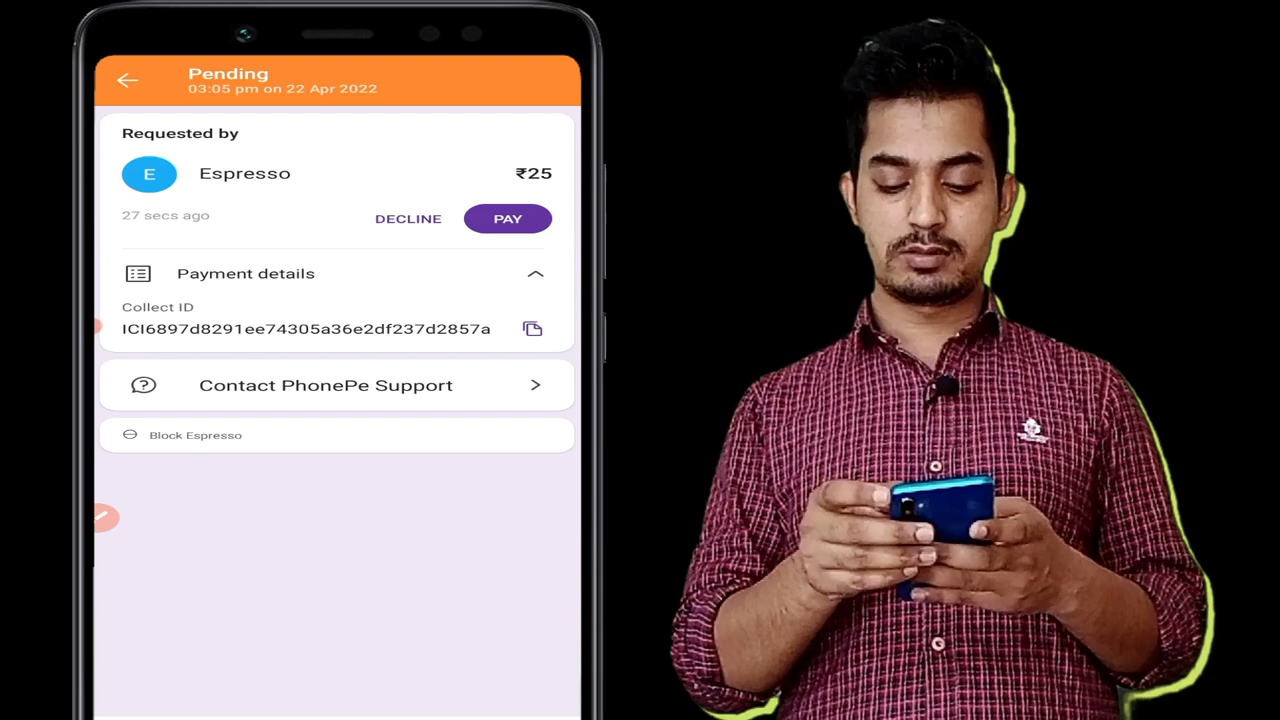 Pending
03:05 pm on 22 Apr 2022
Requested by
E Espresso ₹25
27 secs ago DECLINE PAY
Payment details
Collect ID
ICI6897d8291ee74305a36e2df237d2857a
Contact PhonePe Support
Block Espresso